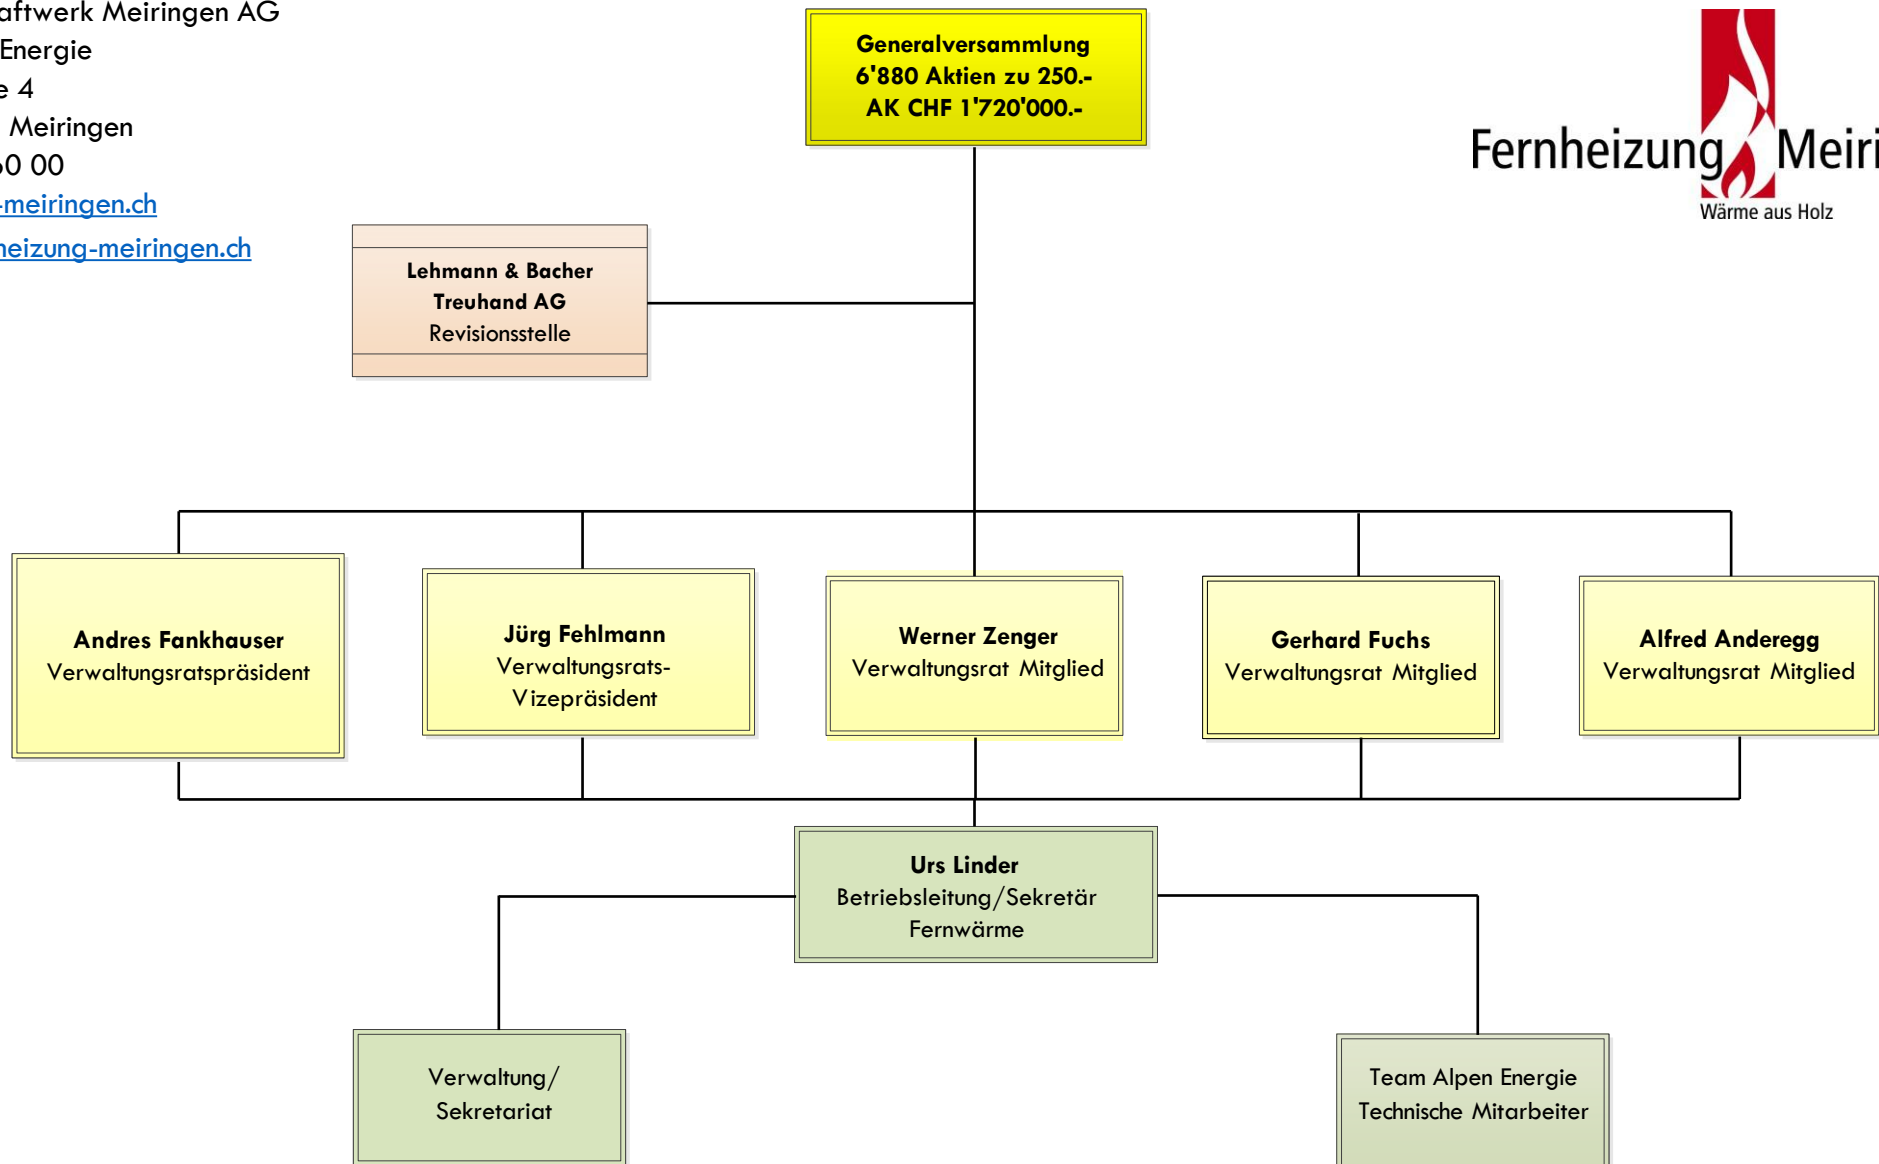 aftwerk Meiringen AG
Energie
e 4
Meiringen
60 00
-meiringen.ch
heizung-meiringen.ch
Generalversammlung
6'880 Aktien zu 250.-
AK CHF 1'720'000.-
Fernheizung Meiri
Wärme aus Holz
Lehmann & Bacher
Treuhand AG
Revisionsstelle
Andres Fankhauser
Verwaltungsratspräsident
Jürg Fehlmann
Verwaltungsrats-
Vizepräsident
Werner Zenger
Verwaltungsrat Mitglied
Gerhard Fuchs
Verwaltungsrat Mitglied
Alfred Anderegg
Verwaltungsrat Mitglied
Urs Linder
Betriebsleitung/Sekretär
Fernwärme
Verwaltung/
Sekretariat
Team Alpen Energie
Technische Mitarbeiter